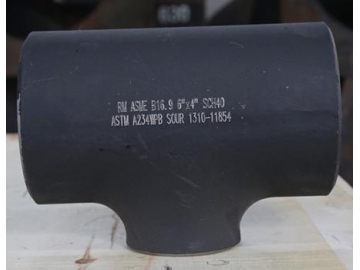 RM ASME B16.9 6"x4" SCH40
ASTM A234WPB SOUR 1310-11854